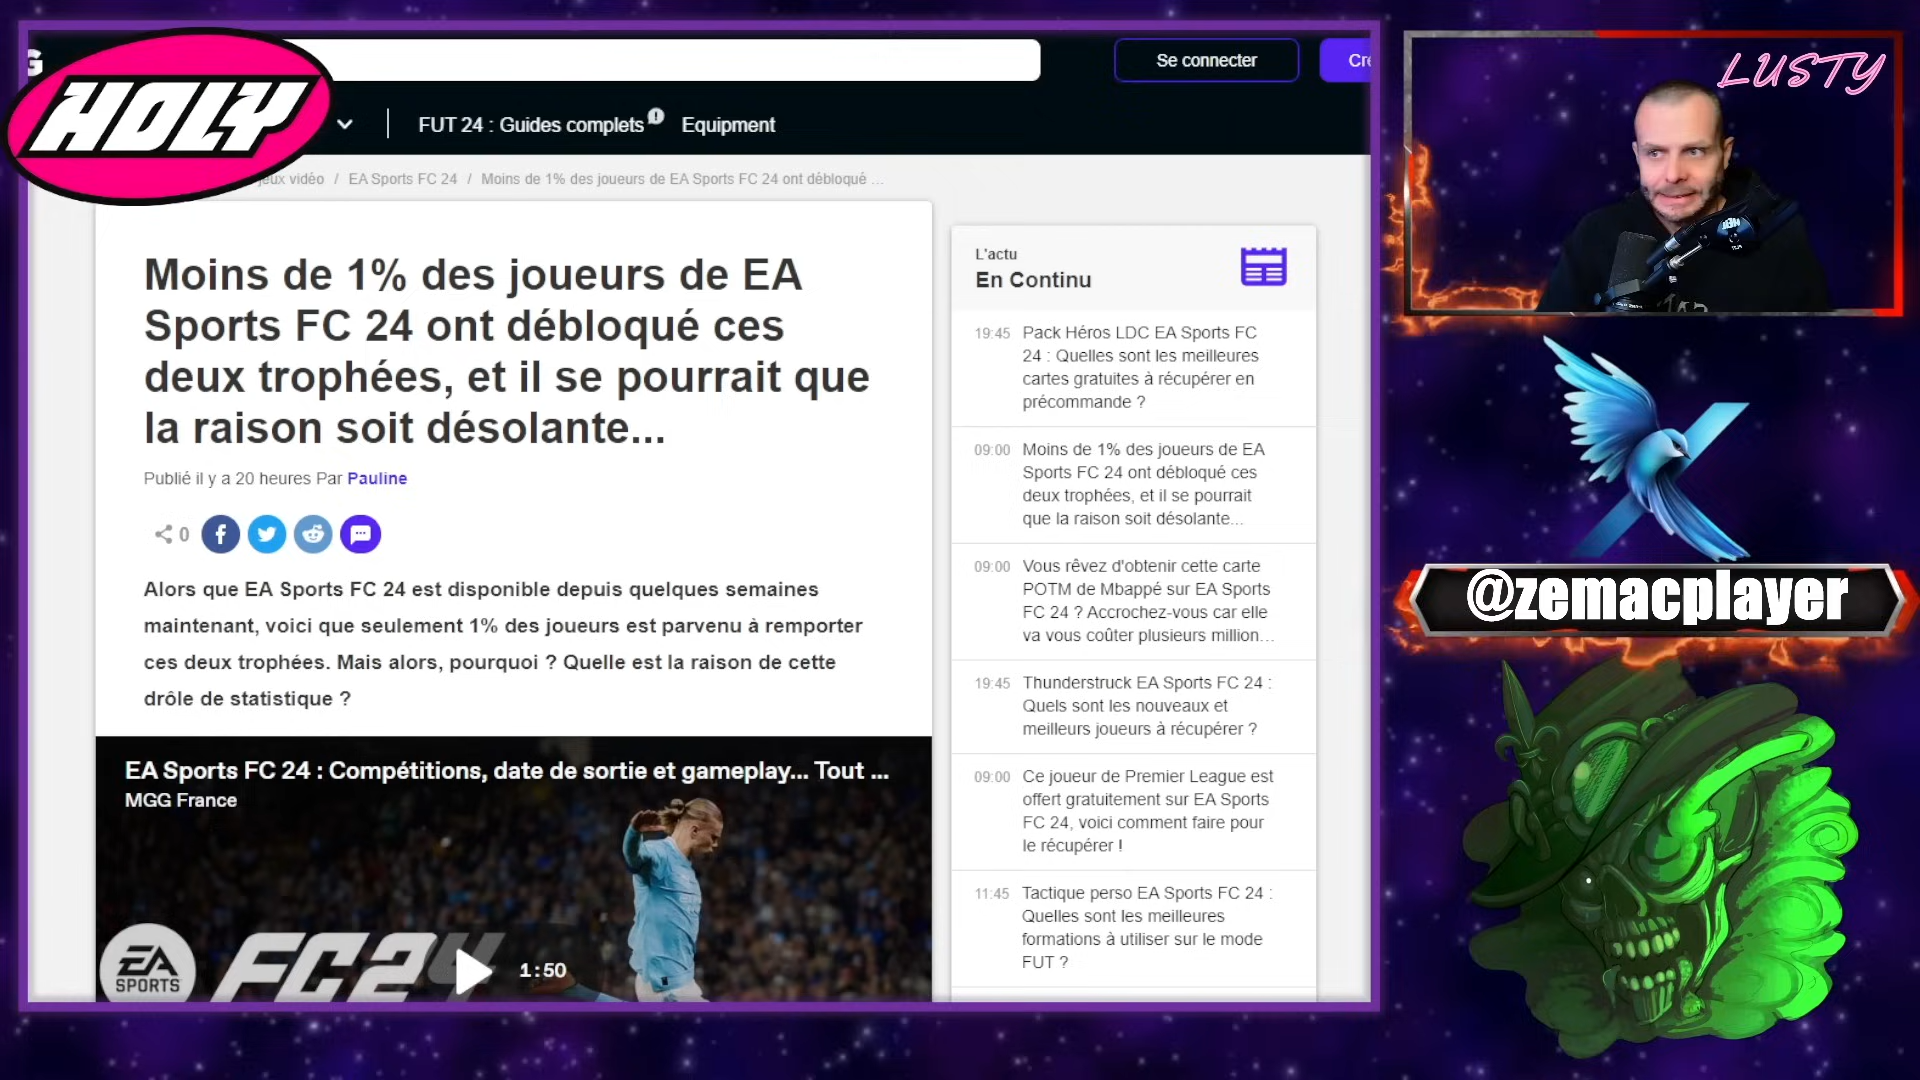 G
HOLY
Se connecter
Cré
FUT 24 : Guides complets
Equipment
jeux vidéo / EA Sports FC 24 / Moins de 1% des joueurs de EA Sports FC 24 ont débloqué ...
Moins de 1% des joueurs de EA
Sports FC 24 ont débloqué ces
deux trophées, et il se pourrait que
la raison soit désolante...
Publié il y a 20 heures Par Pauline
0
Alors que EA Sports FC 24 est disponible depuis quelques semaines
maintenant, voici que seulement 1% des joueurs est parvenu à remporter
ces deux trophées. Mais alors, pourquoi ? Quelle est la raison de cette
drôle de statistique ?
EA Sports FC 24 : Compétitions, date de sortie et gameplay... Tout ...
MGG France
EA
SPORTS
FC24
1:50
L'actu
En Continu
19:45 Pack Héros LDC EA Sports FC
24 : Quelles sont les meilleures
cartes gratuites à récupérer en
précommande ?
09:00 Moins de 1% des joueurs de EA
Sports FC 24 ont débloqué ces
deux trophées, et il se pourrait
que la raison soit désolante...
09:00 Vous rêvez d'obtenir cette carte
POTM de Mbappé sur EA Sports
FC 24 ? Accrochez-vous car elle
va vous coûter plusieurs million...
19:45 Thunderstruck EA Sports FC 24 :
Quels sont les nouveaux et
meilleurs joueurs à récupérer ?
09:00 Ce joueur de Premier League est
offert gratuitement sur EA Sports
FC 24, voici comment faire pour
le récupérer !
11:45 Tactique perso EA Sports FC 24 :
Quelles sont les meilleures
formations à utiliser sur le mode
FUT ?
LUSTY
@zemacplayer